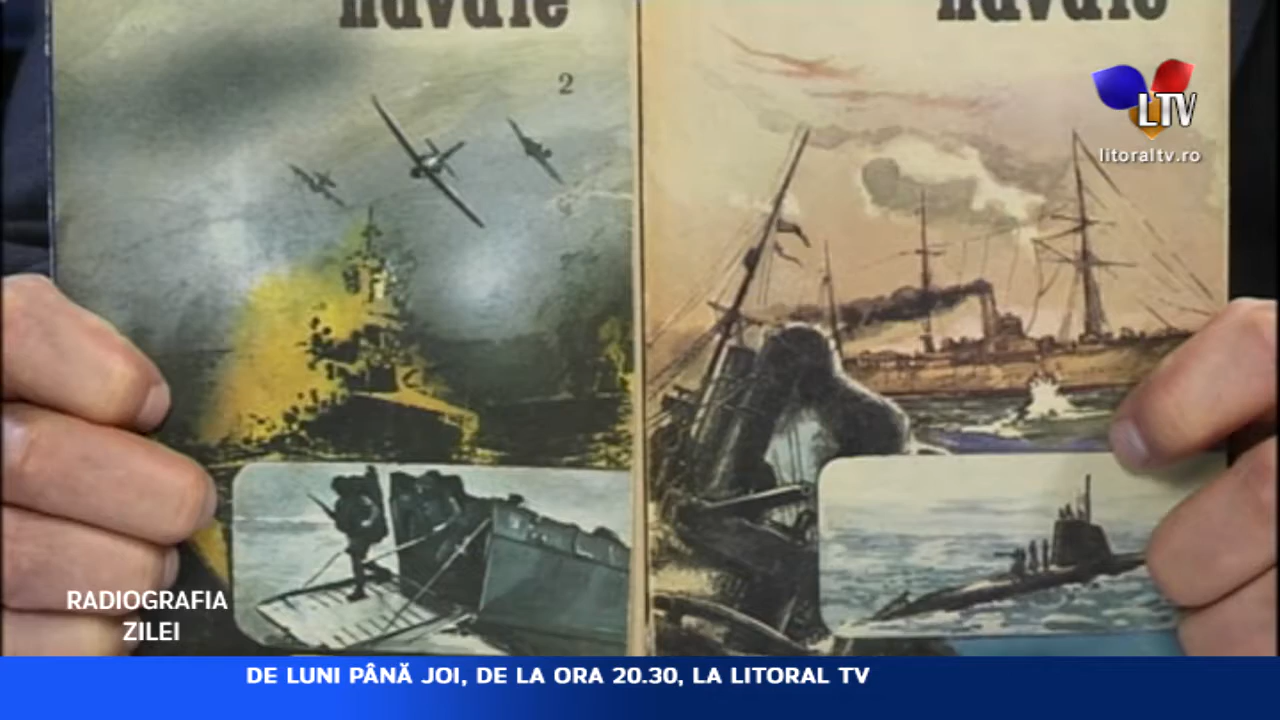 navale
navale
2
LTV
litoraltv.ro
RADIOGRAFIA
ZILEI
DE LUNI PÂNĂ JOI, DE LA ORA 20.30, LA LITORAL TV